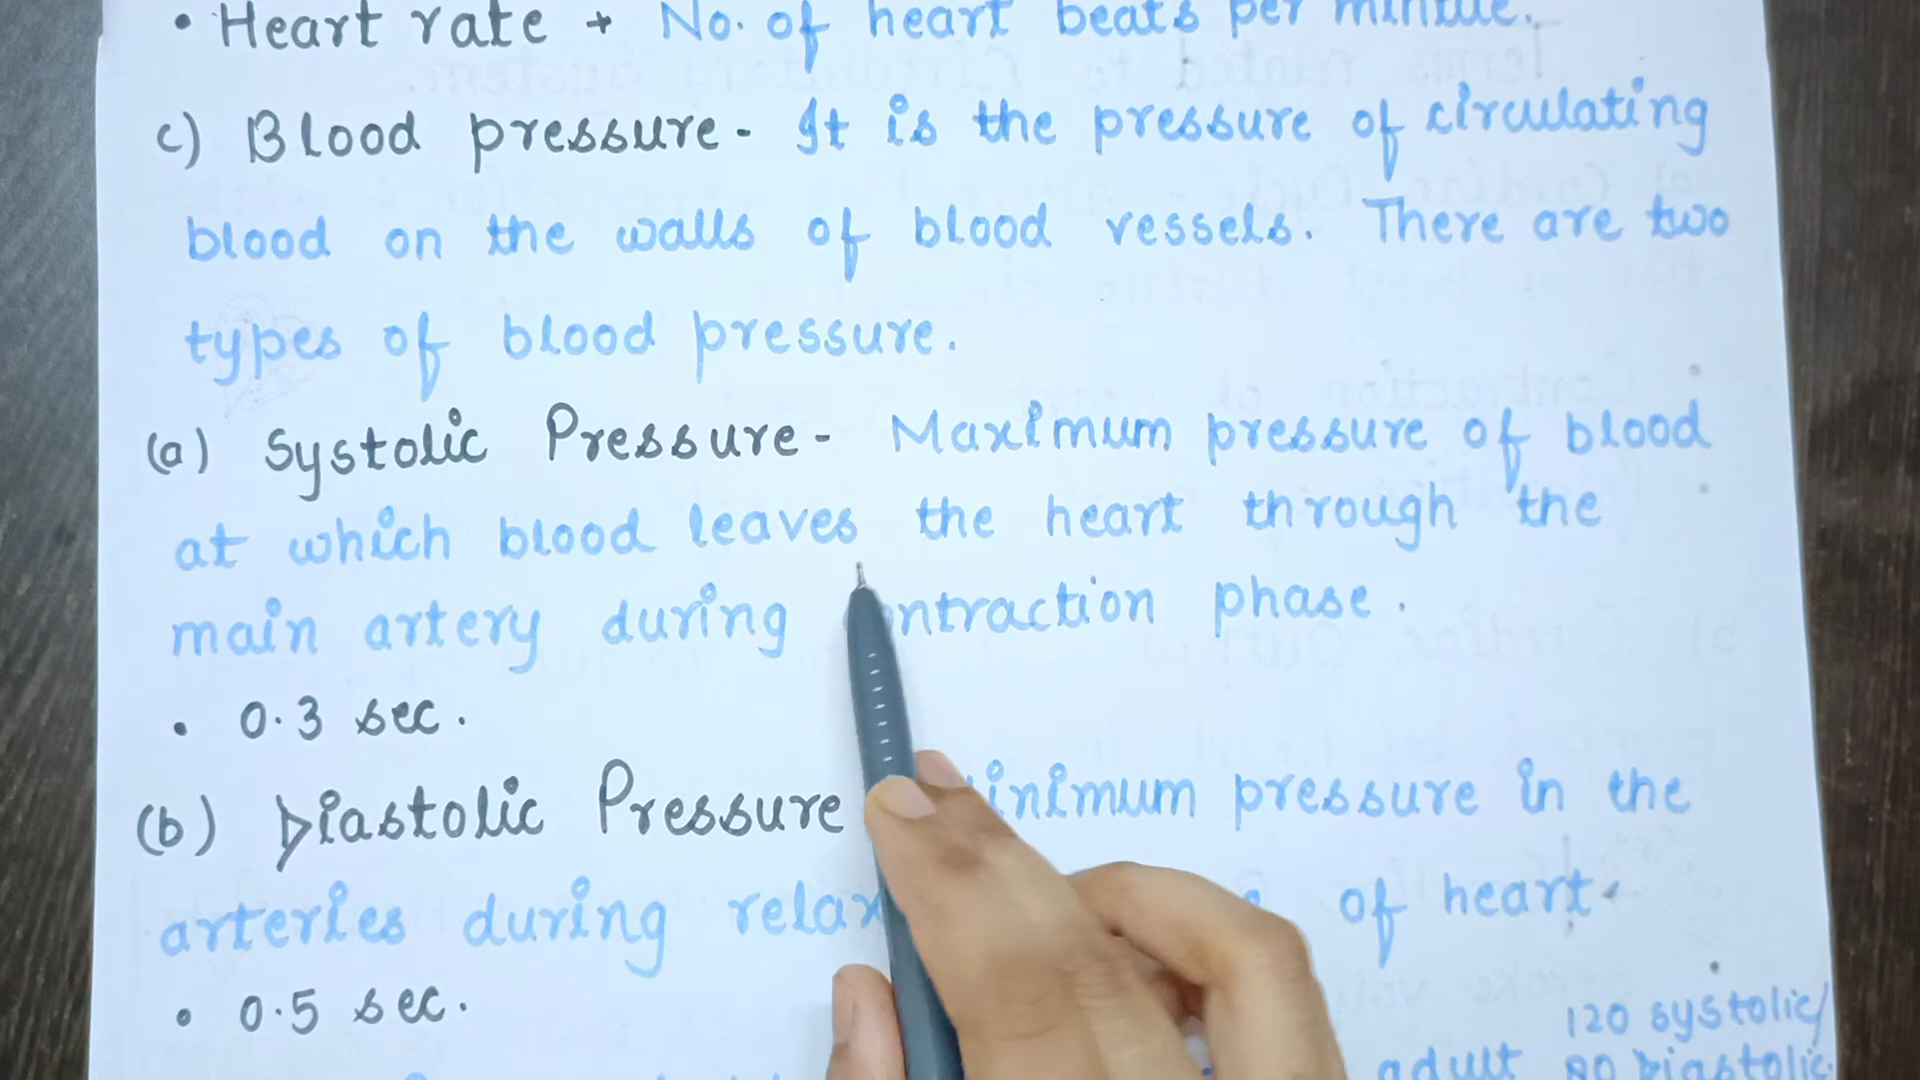 • Heart rate → No. of heart beats per minute.
c) Blood pressure - It is the pressure of circulating
blood on the walls of blood vessels. There are two
types of blood pressure.
(a) Systolic Pressure - Maximum pressure of blood
at which blood leaves the heart through the
main artery during ntraction phase.
• 0.3 sec.
(b) Diastolic Pressure inimum pressure in the
arteries during relax of heart.
• 0.5 sec.
120 systolic/
adult 80 Diastolic.